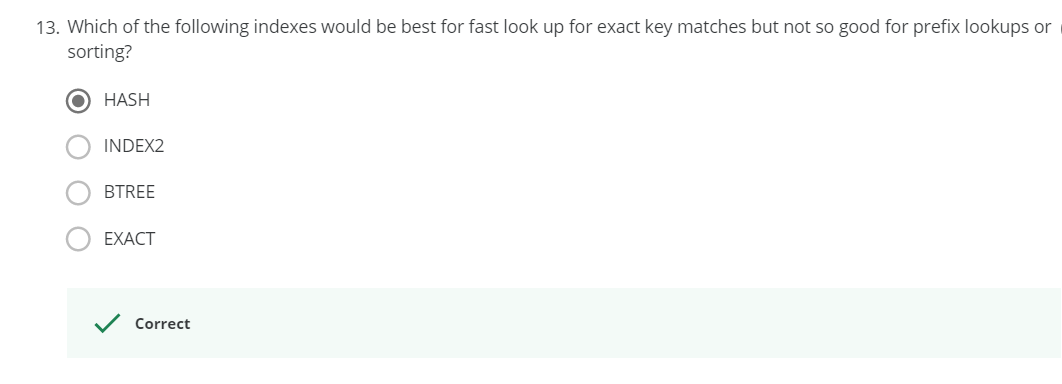 13. Which of the following indexes would be best for fast look up for exact key matches but not so good for prefix lookups or
sorting?
HASH
INDEX2
BTREE
EXACT
Correct